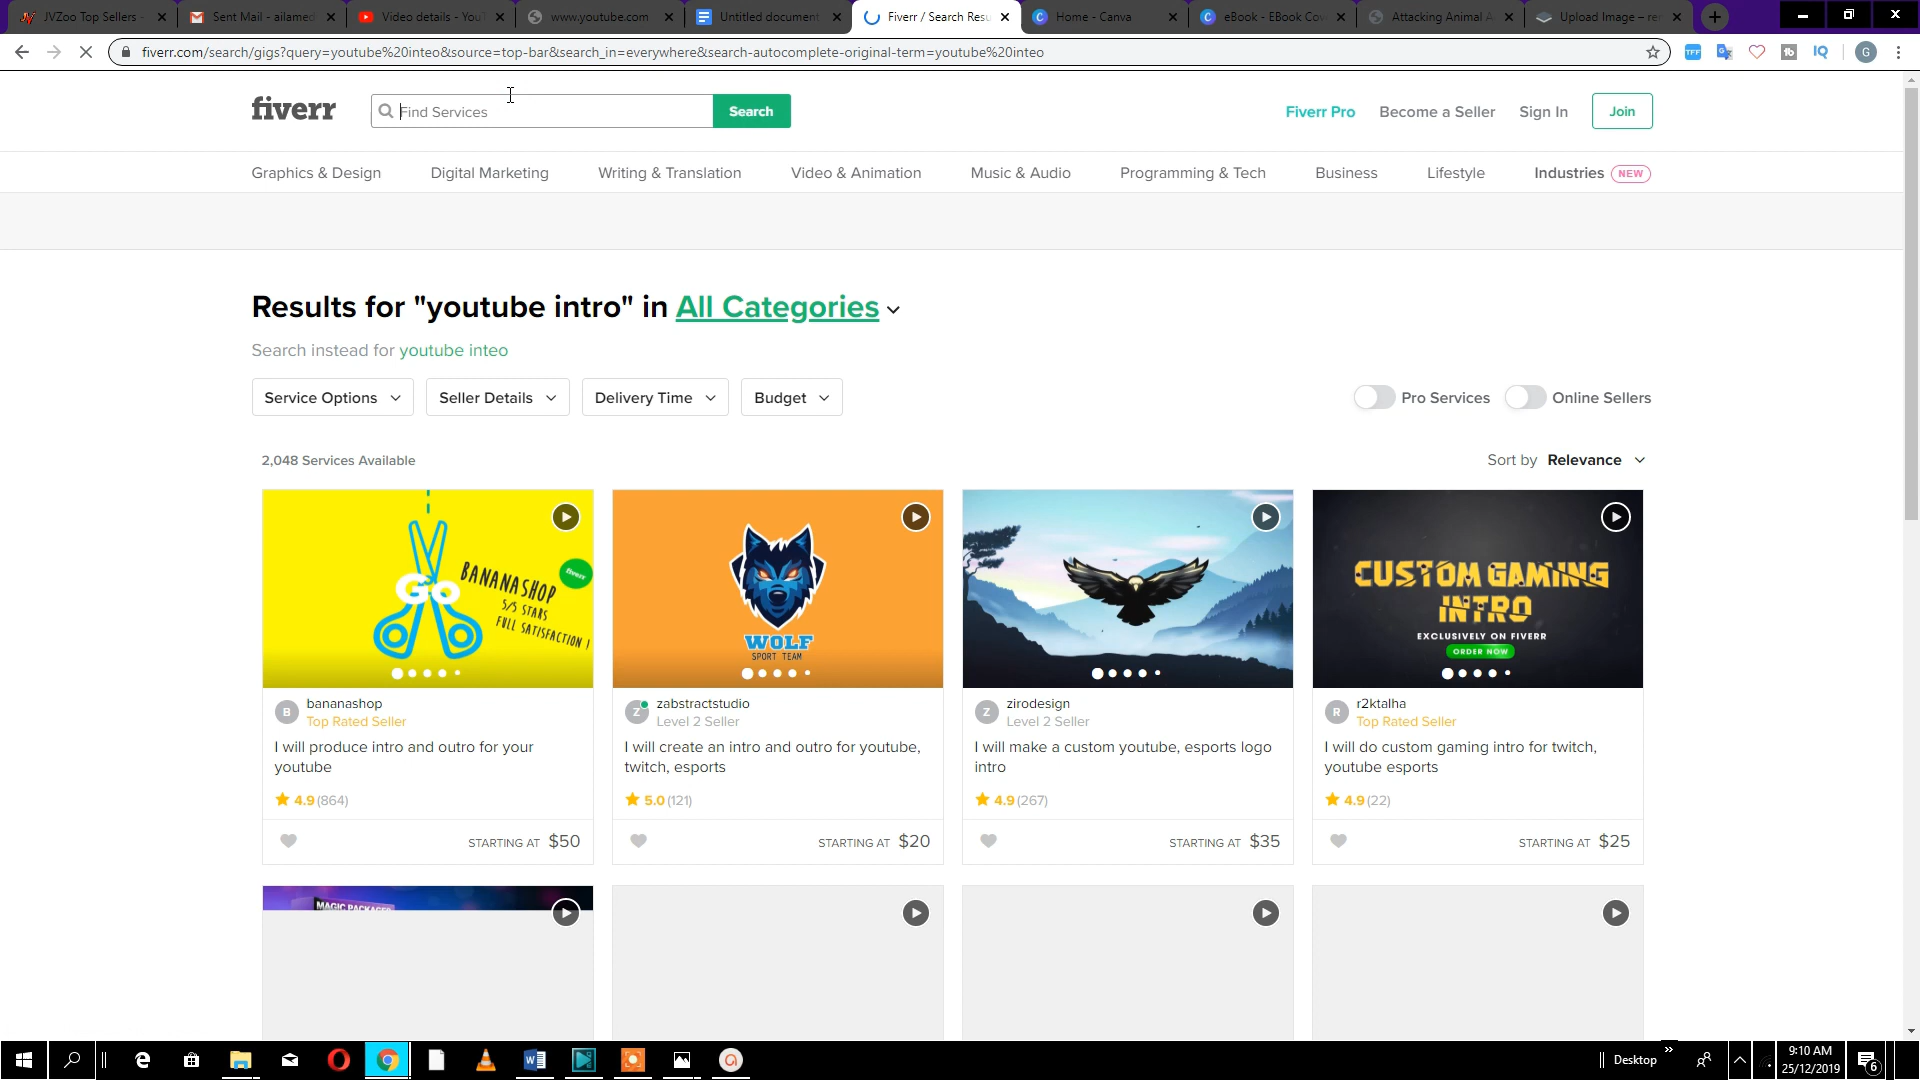 JVZoo Top Sellers
Sent Mail - ailamed
Video details - YouT
www.youtube.com
Untitled document
Fiverr / Search Resu
Home - Canva
eBook - EBook Cov
Attacking Animal A
Upload Image – re
fiverr.com/search/gigs?query=youtube%20inteo&source=top-bar&search_in=everywhere&search-autocomplete-original-term=youtube%20inteo
TFF
tb
IQ
G
fiverr
Find Services
Search
Fiverr Pro
Become a Seller
Sign In
Join
Graphics & Design
Digital Marketing
Writing & Translation
Video & Animation
Music & Audio
Programming & Tech
Business
Lifestyle
Industries NEW
Results for "youtube intro" in All Categories
Search instead for youtube inteo
Service Options
Seller Details
Delivery Time
Budget
Pro Services
Online Sellers
2,048 Services Available
Sort by Relevance
Go
BANANASHOP
5/5 STARS
FULL SATISFACTION !
fiverr
B
bananashop
Top Rated Seller
I will produce intro and outro for your
youtube
4.9 (864)
STARTING AT $50
WOLF
SPORT TEAM
Z
zabstractstudio
Level 2 Seller
I will create an intro and outro for youtube,
twitch, esports
5.0 (121)
STARTING AT $20
Z
zirodesign
Level 2 Seller
I will make a custom youtube, esports logo
intro
4.9 (267)
STARTING AT $35
CUSTOM GAMING
INTRO
EXCLUSIVELY ON FIVERR
ORDER NOW
R
r2ktalha
Top Rated Seller
I will do custom gaming intro for twitch,
youtube esports
4.9 (22)
STARTING AT $25
MAGIC PACKAGES
Desktop
9:10 AM
25/12/2019
6